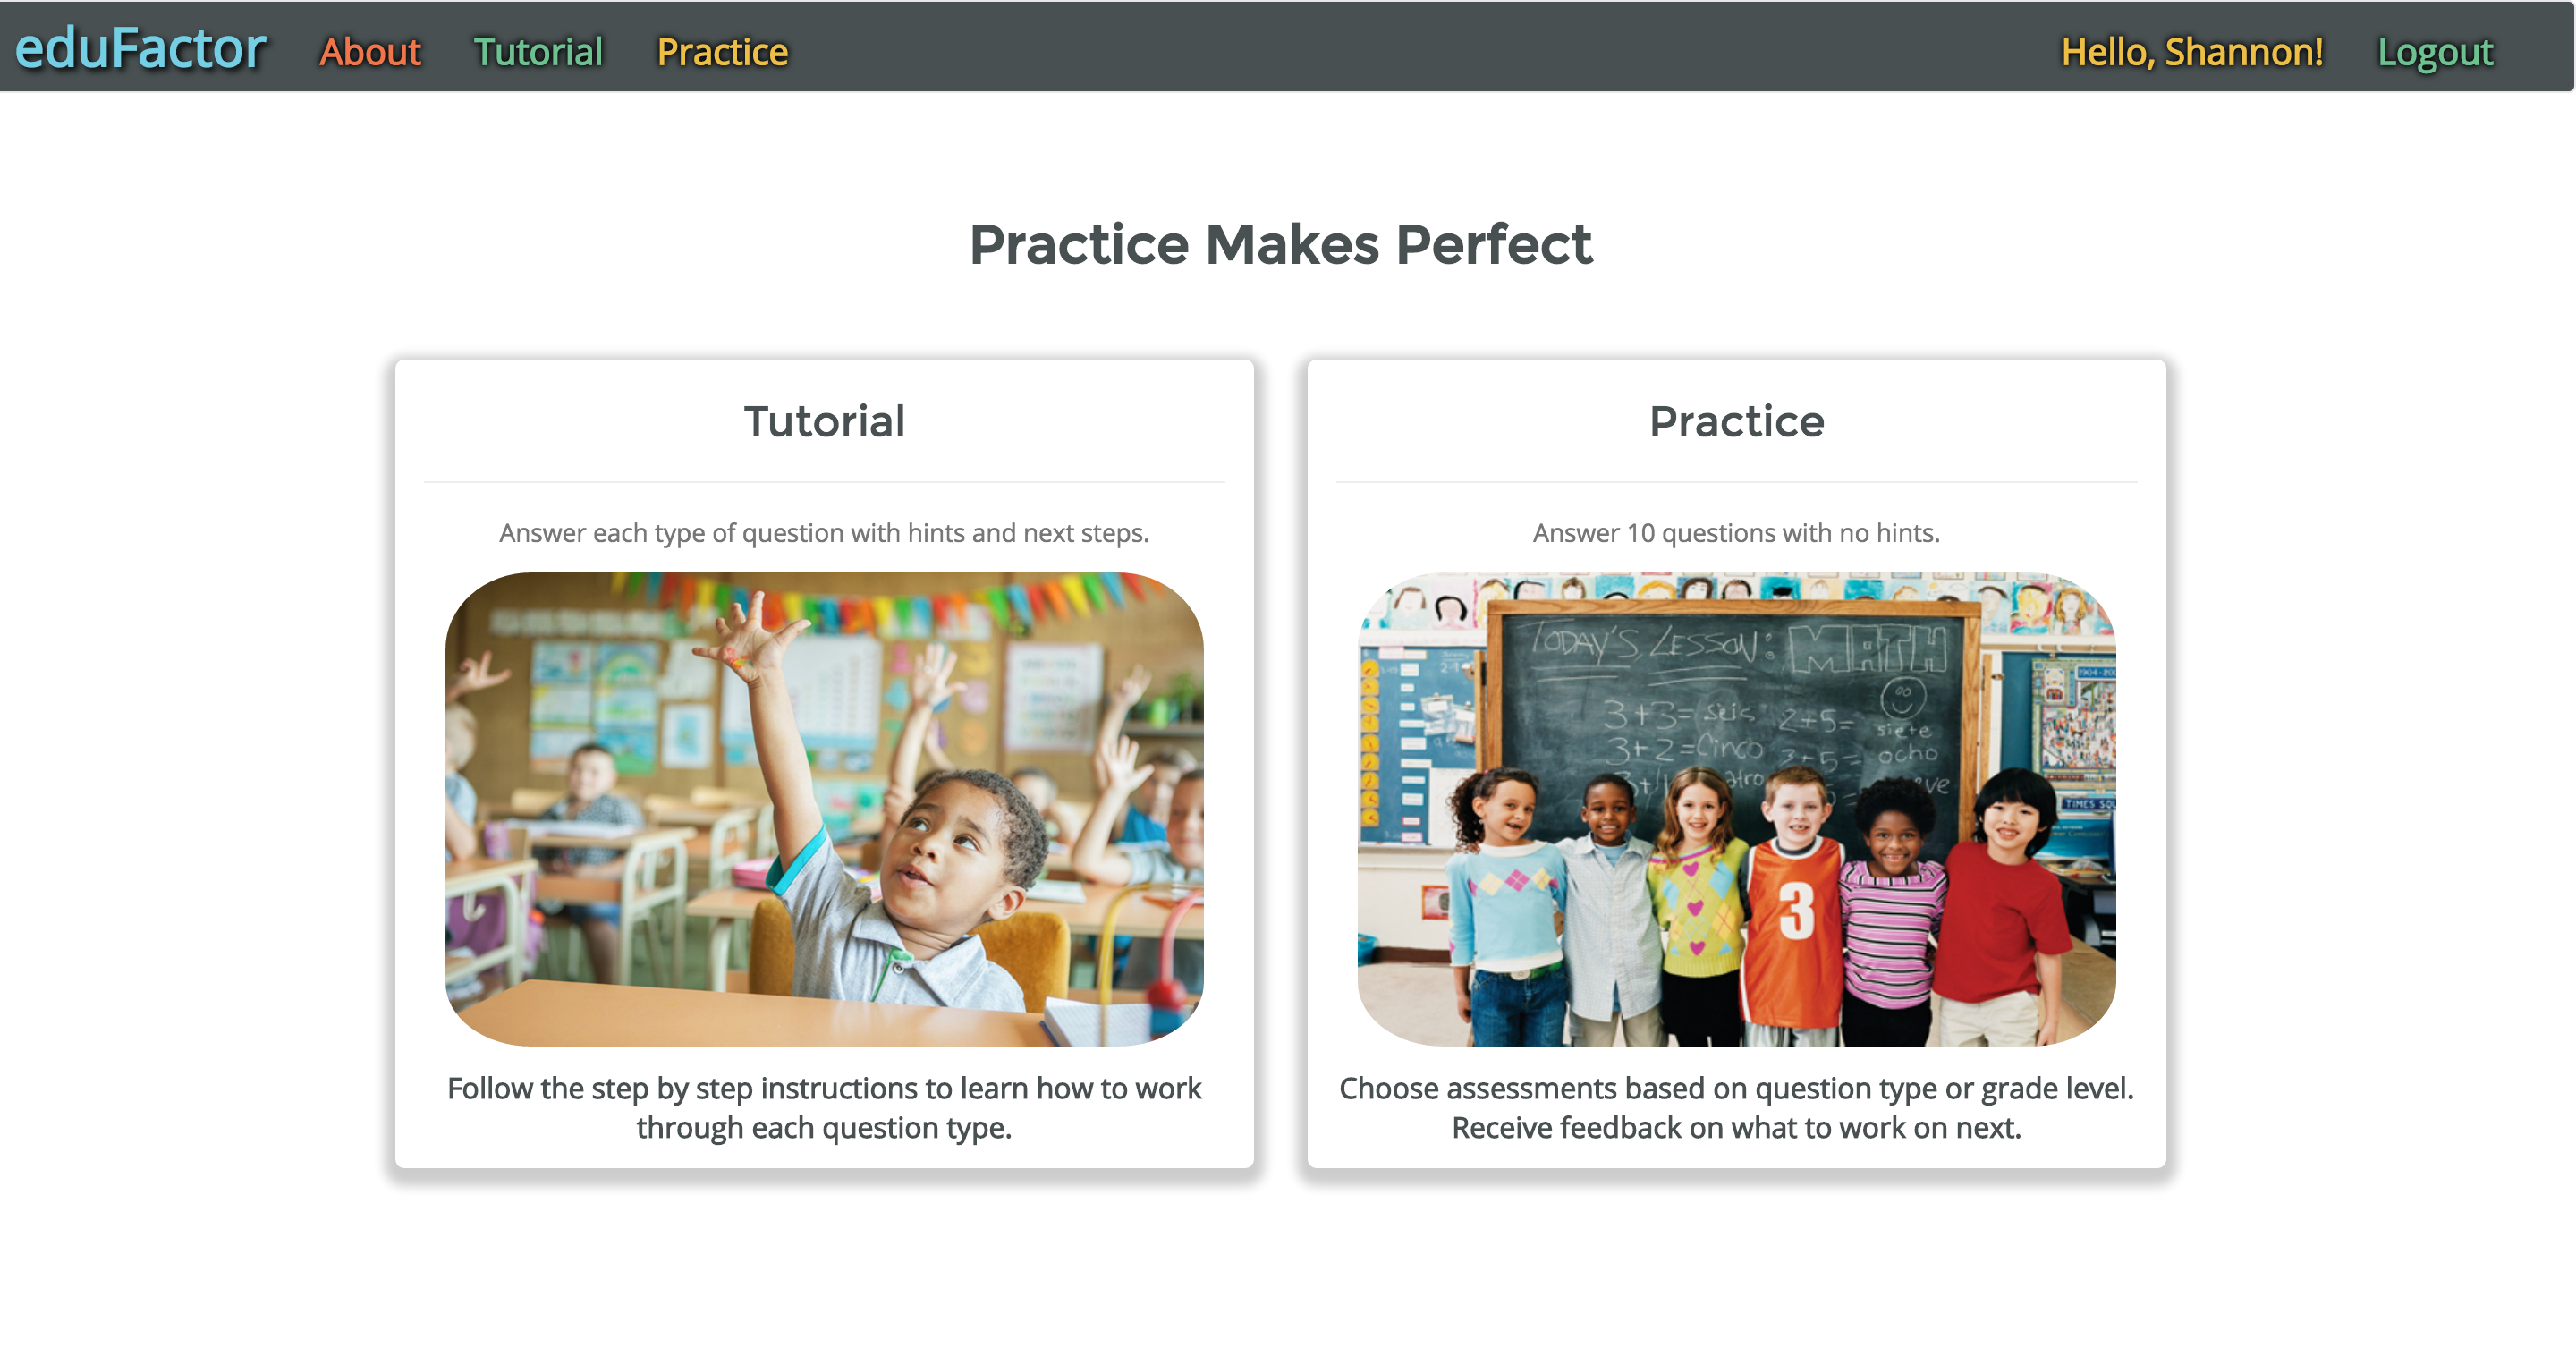 eduFactor About Tutorial Practice Hello, Shannon! Logout
Practice Makes Perfect
Tutorial
Answer each type of question with hints and next steps.
Follow the step by step instructions to learn how to work
through each question type.
Practice
Answer 10 questions with no hints.
TODAY'S LESSON: MATH
3+3= seis 2+5= siete
3+2=Cinco 3+5= ocho
3
TIMES
Choose assessments based on question type or grade level.
Receive feedback on what to work on next.